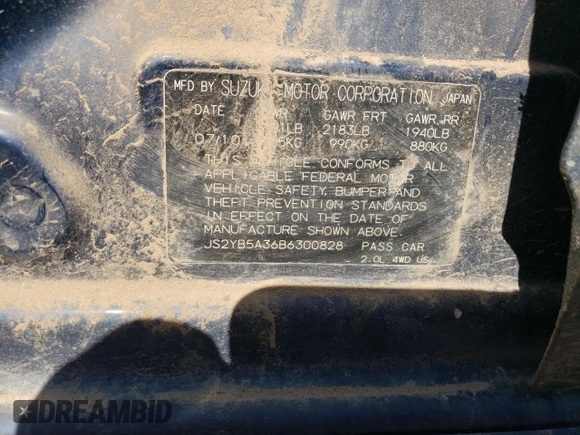 MFD BY SUZUKI MOTOR CORPORATION, JAPAN
DATE GAWR FRT GAWR RR
2183LB 1940LB
07/10 990KG 880KG
THIS CONFORMS TO ALL
APPLICABLE FEDERAL MOTOR
VEHICLE SAFETY, BUMPER AND
THEFT PREVENTION STANDARDS
IN EFFECT ON THE DATE OF
MANUFACTURE SHOWN ABOVE.
JS2YB5A36B6300828 PASS CAR
2.0L 4WD US
DREAMBID